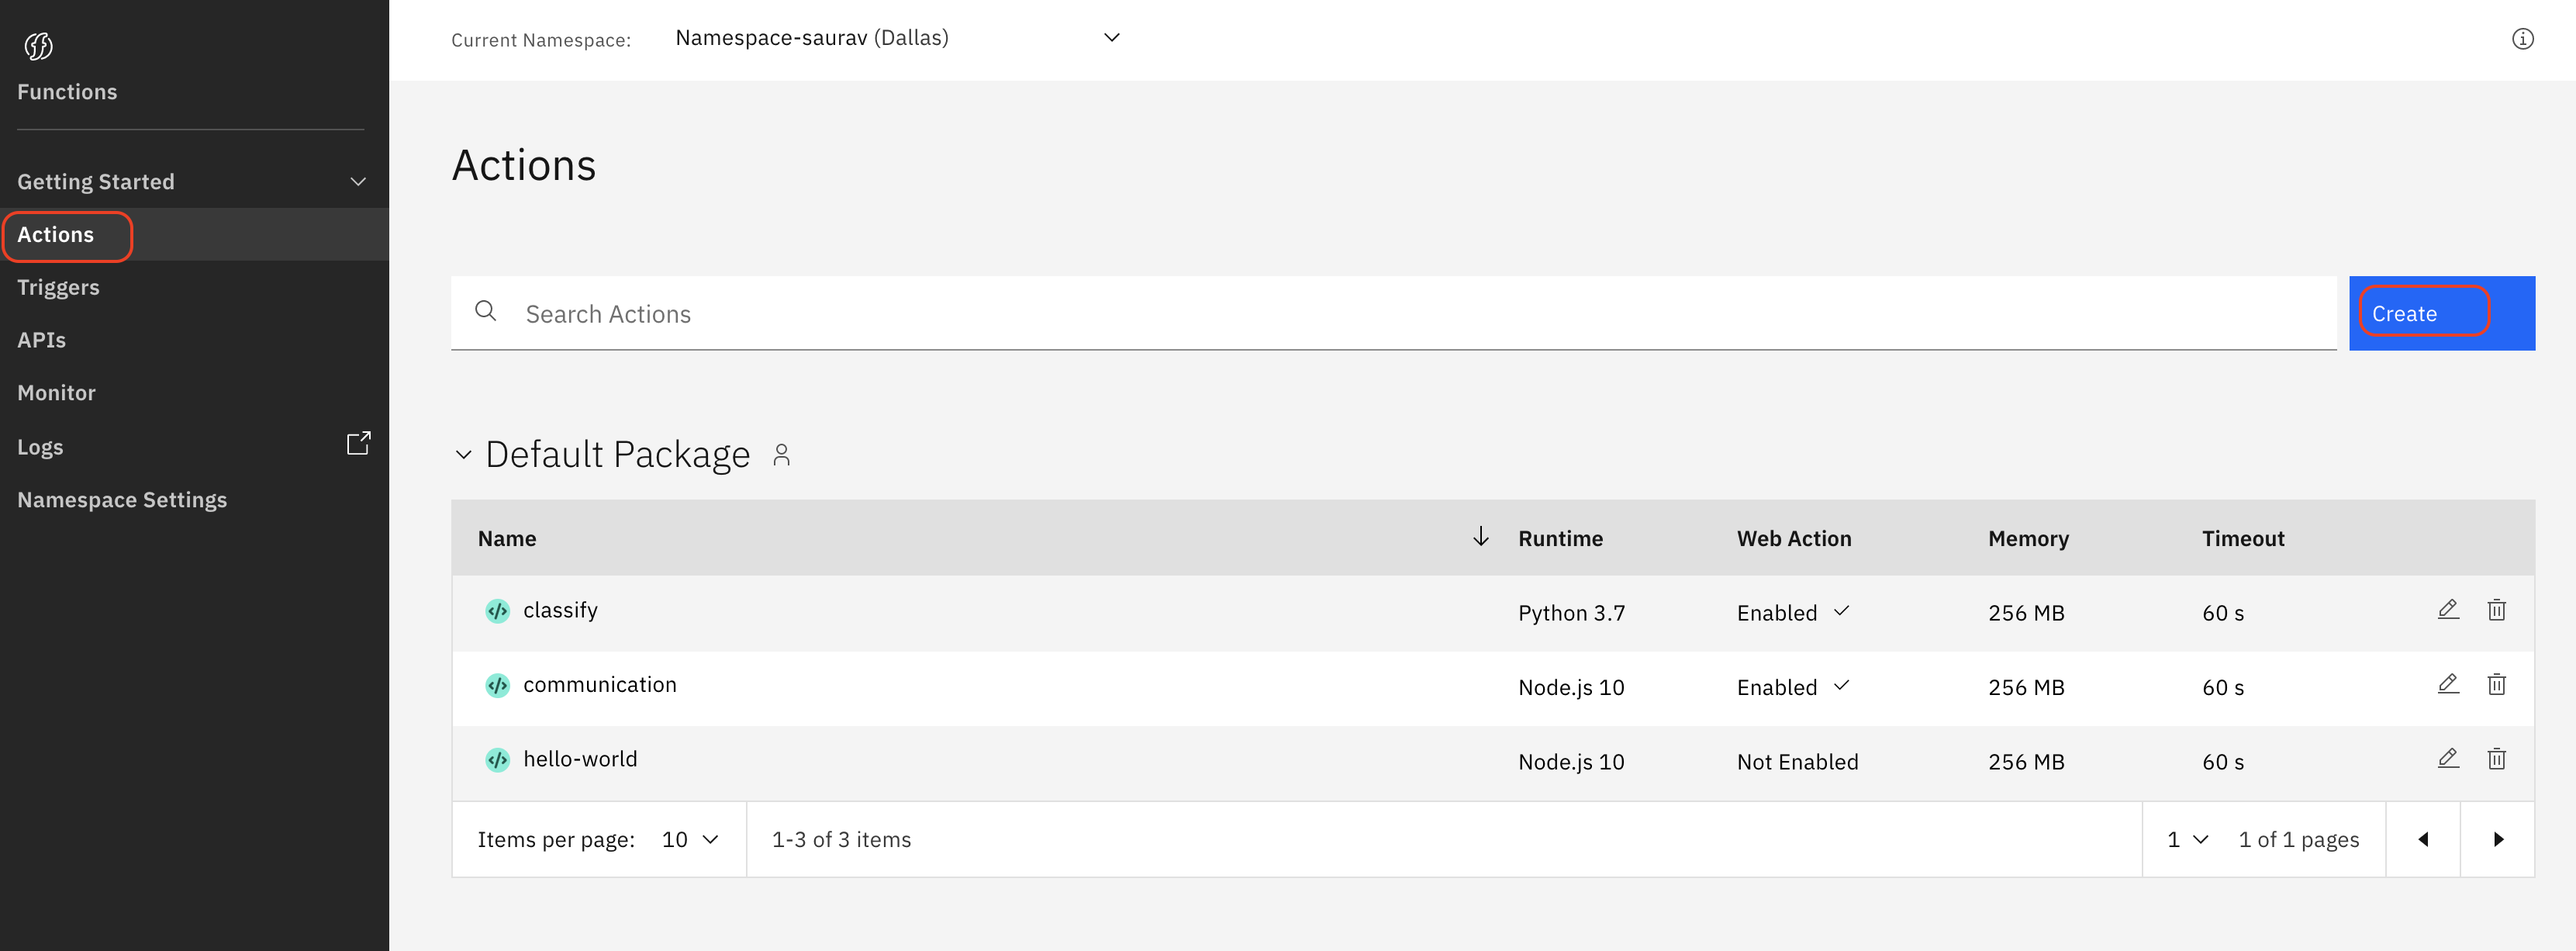 Functions
Getting Started
Actions
Triggers
APIs
Monitor
Logs
Namespace Settings
Current Namespace: Namespace-saurav (Dallas)
Actions
Search Actions
Create
Default Package
Name Runtime Web Action Memory Timeout
classify Python 3.7 Enabled 256 MB 60 s
communication Node.js 10 Enabled 256 MB 60 s
hello-world Node.js 10 Not Enabled 256 MB 60 s
Items per page: 10 1-3 of 3 items 1 1 of 1 pages